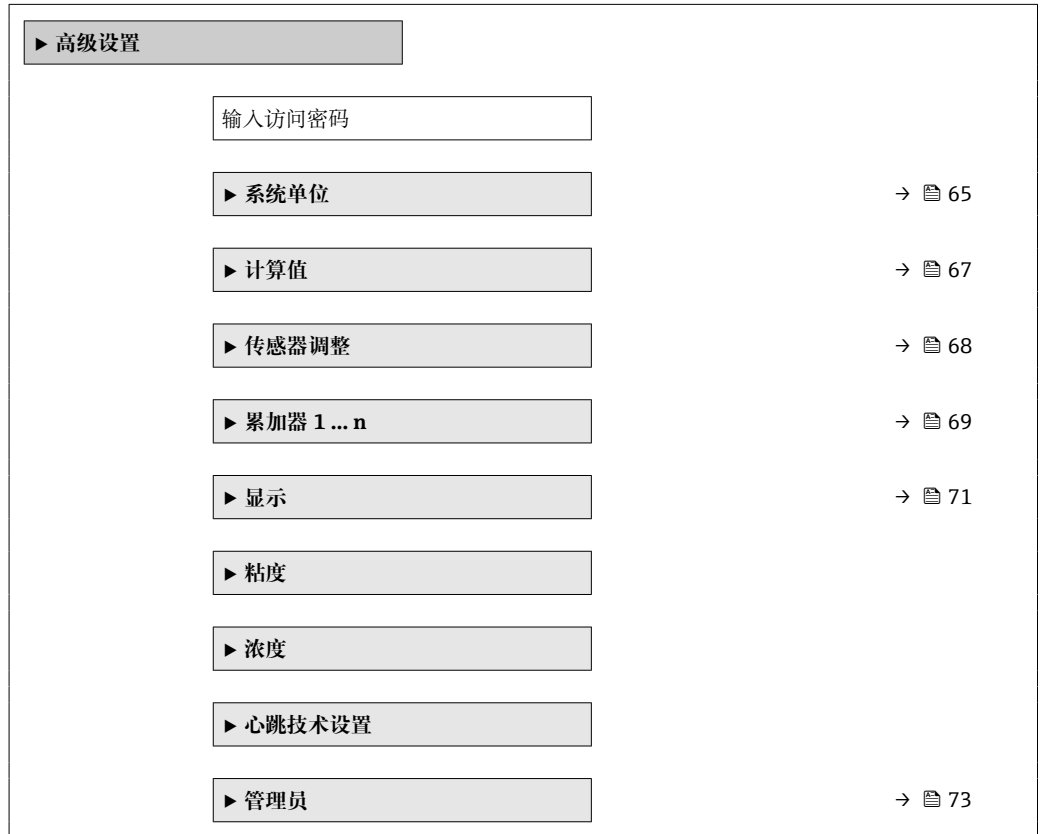 ▶ 高级设置
输入访问密码
▶ 系统单位 → 65
▶ 计算值 → 67
▶ 传感器调整 → 68
▶ 累加器 1 … n → 69
▶ 显示 → 71
▶ 粘度
▶ 浓度
▶ 心跳技术设置
▶ 管理员 → 73